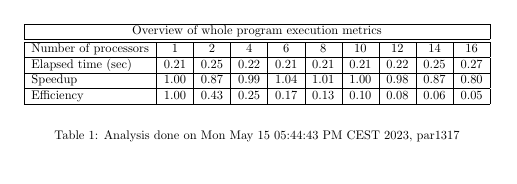 Overview of whole program execution metrics
Number of processors 1 2 4 6 8 10 12 14 16
Elapsed time (sec) 0.21 0.25 0.22 0.21 0.21 0.21 0.22 0.25 0.27
Speedup 1.00 0.87 0.99 1.04 1.01 1.00 0.98 0.87 0.80
Efficiency 1.00 0.43 0.25 0.17 0.13 0.10 0.08 0.06 0.05
Table 1: Analysis done on Mon May 15 05:44:43 PM CEST 2023, par1317